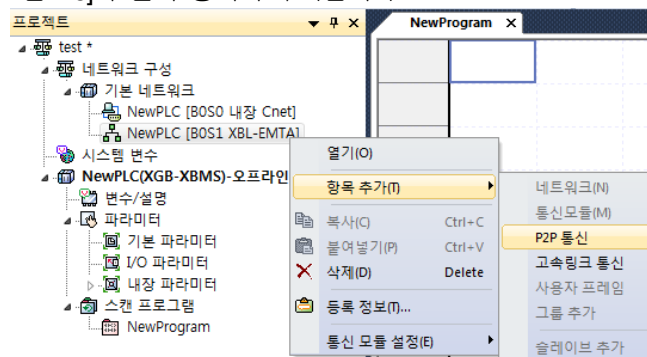 프로젝트
NewProgram
test *
네트워크 구성
기본 네트워크
NewPLC [B0S0 내장 Cnet]
NewPLC [B0S1 XBL-EMTA]
시스템 변수
NewPLC(XGB-XBMS)-오프라인
변수/설명
파라미터
기본 파라미터
I/O 파라미터
내장 파라미터
스캔 프로그램
NewProgram
열기(O)
항목 추가(T)
복사(C) Ctrl+C
붙여넣기(P) Ctrl+V
삭제(D) Delete
등록 정보(T)...
통신 모듈 설정(E)
네트워크(N)
통신모듈(M)
P2P 통신
고속링크 통신
사용자 프레임
그룹 추가
슬레이브 추가